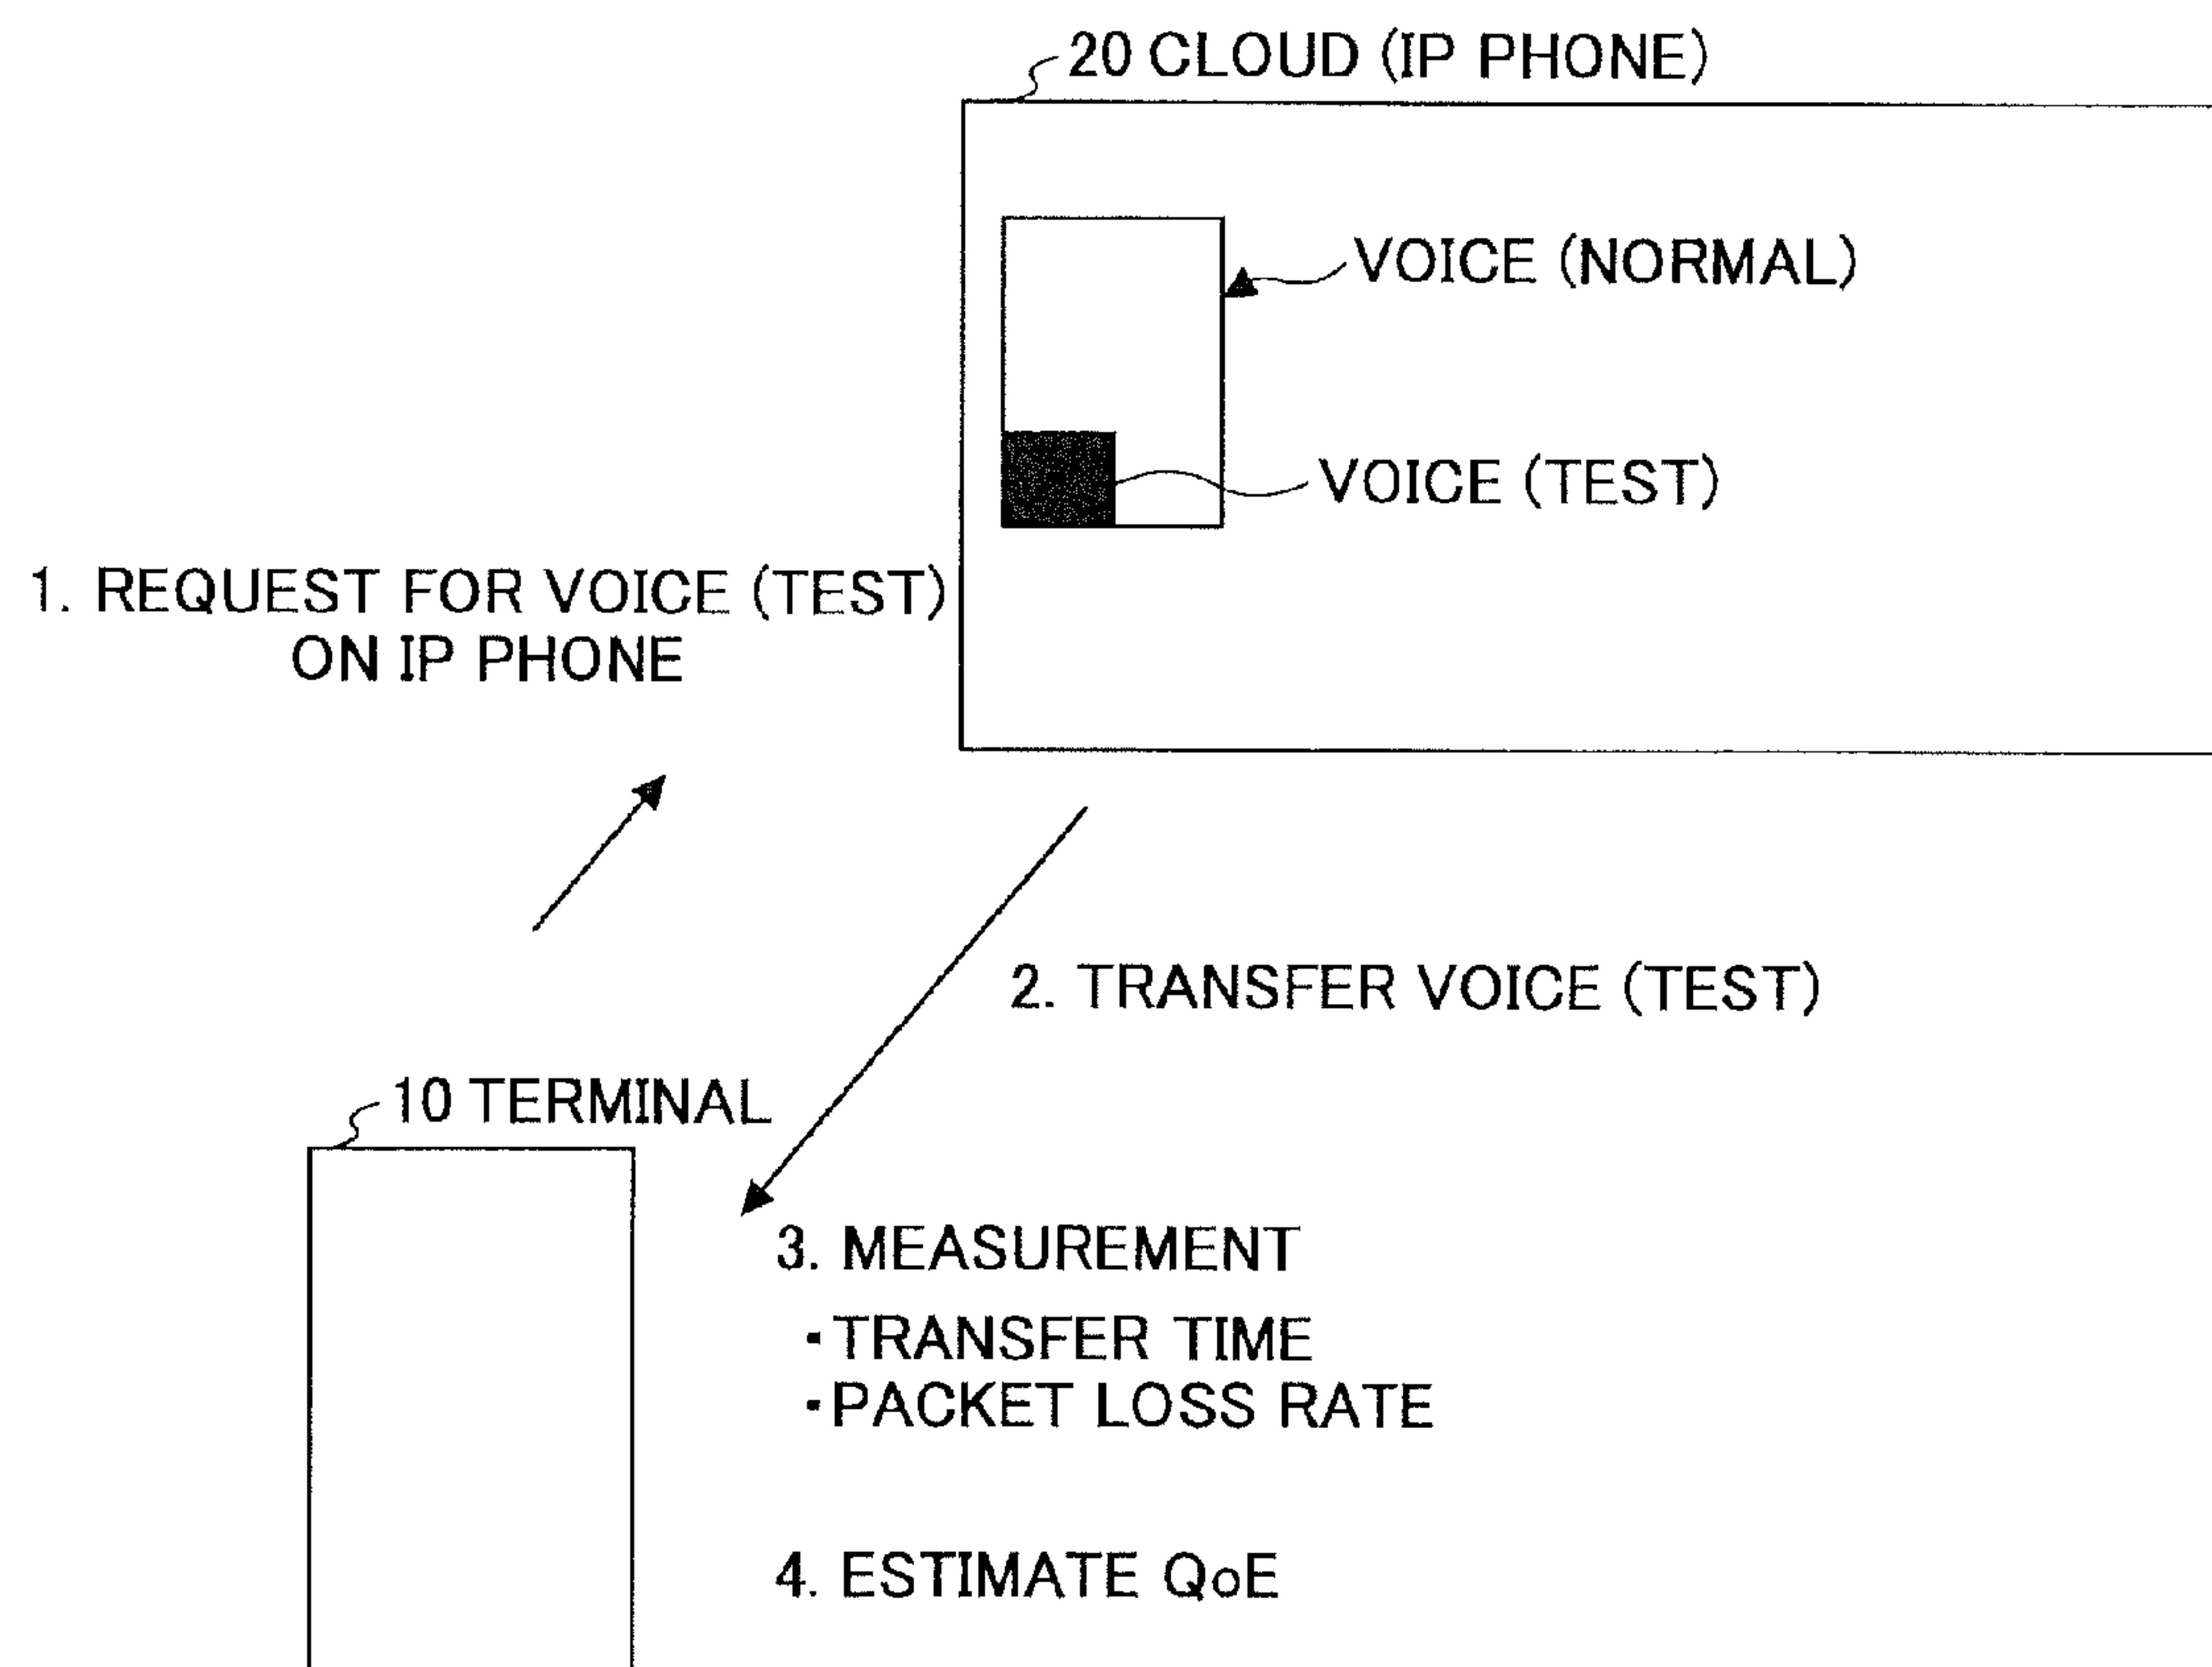 20 CLOUD (IP PHONE)
VOICE (NORMAL)
VOICE (TEST)
1. REQUEST FOR VOICE (TEST)
ON IP PHONE
2. TRANSFER VOICE (TEST)
10 TERMINAL
3. MEASUREMENT
・TRANSFER TIME
・PACKET LOSS RATE
4. ESTIMATE QoE